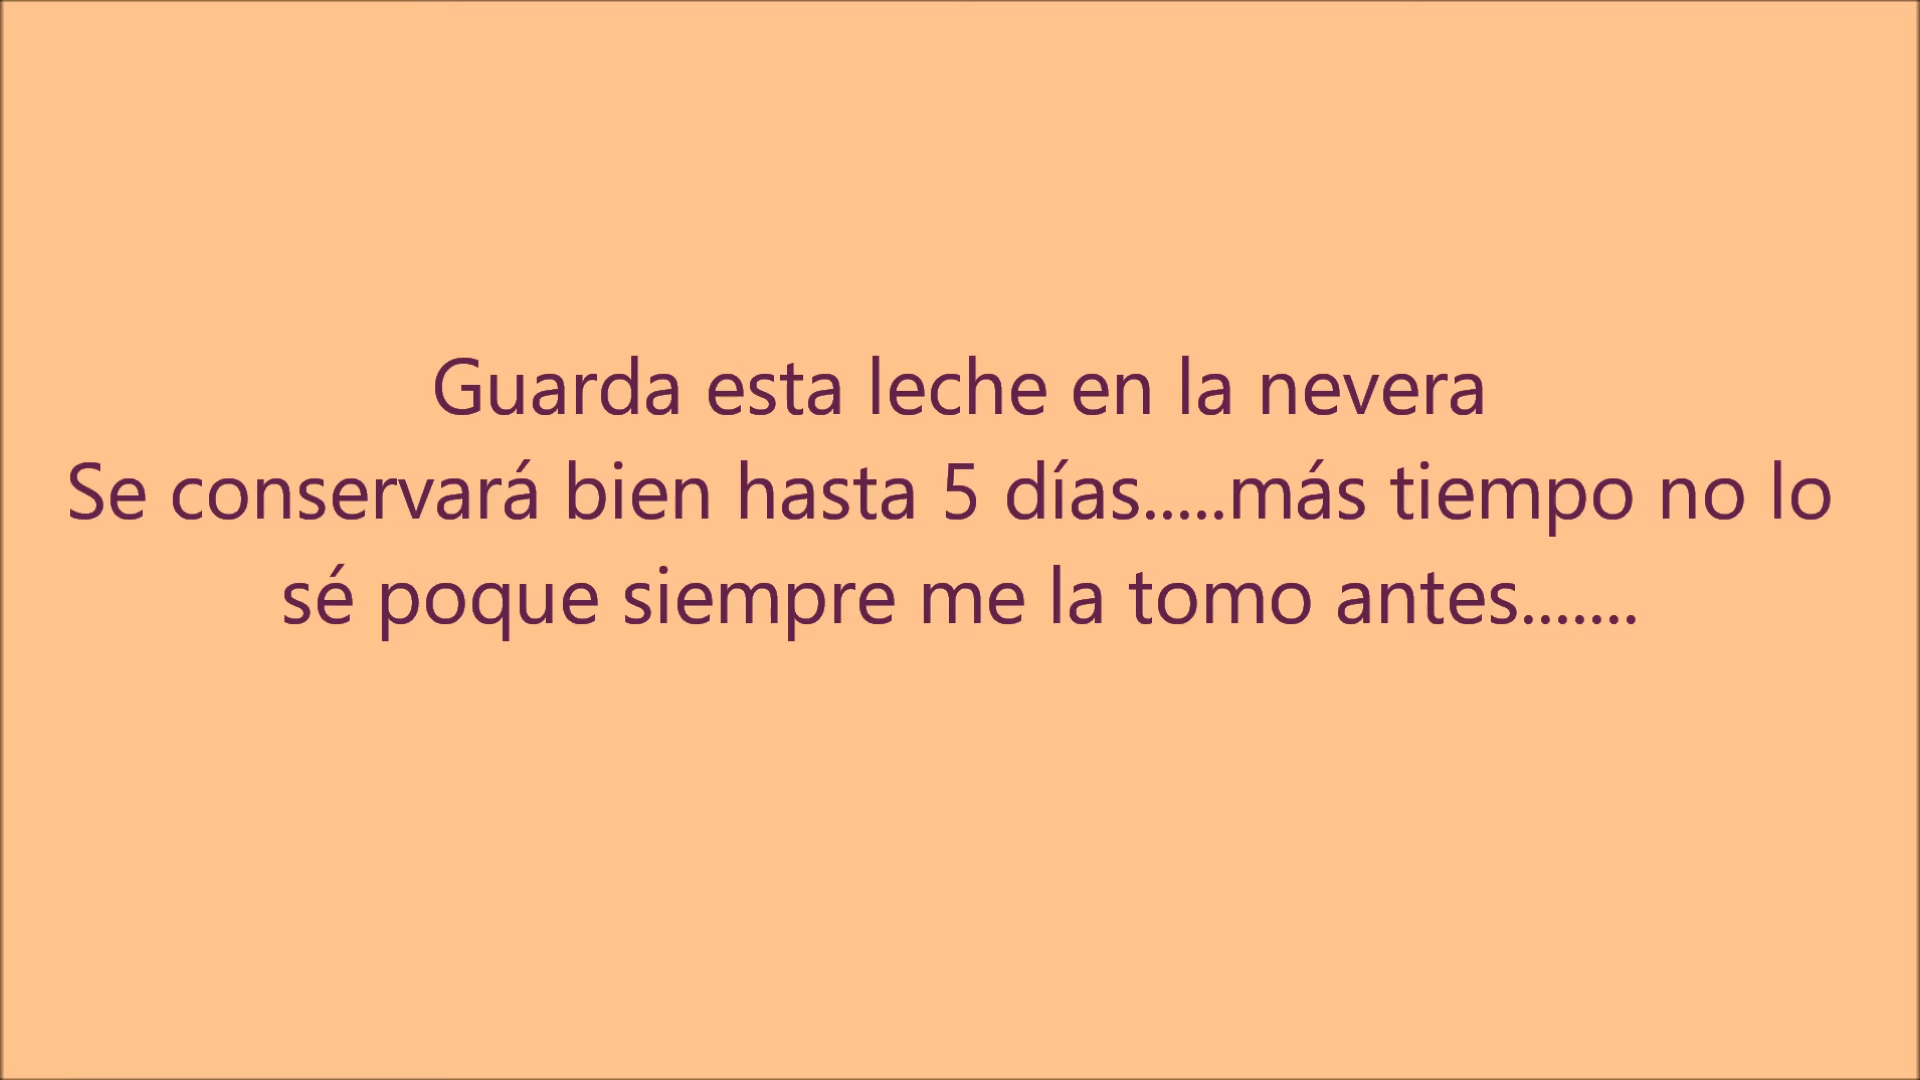 Guarda esta leche en la nevera
Se conservará bien hasta 5 días.....más tiempo no lo
sé poque siempre me la tomo antes.......